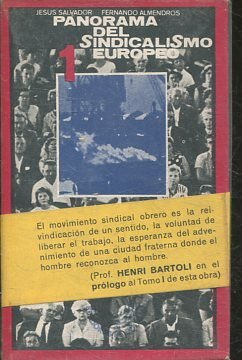 JESUS SALVADOR FERNANDO ALMENDROS
PANORAMA
DEL
SINDICALISMO
EUROPEO
1
El movimiento sindical obrero es la rei-
vindicación de un sentido, la voluntad de
liberar el trabajo, la esperanza del adve-
nimiento de una ciudad fraterna donde el
hombre reconozca al hombre.
(Prof. HENRI BARTOLI en el
prólogo al Tomo I de esta obra)